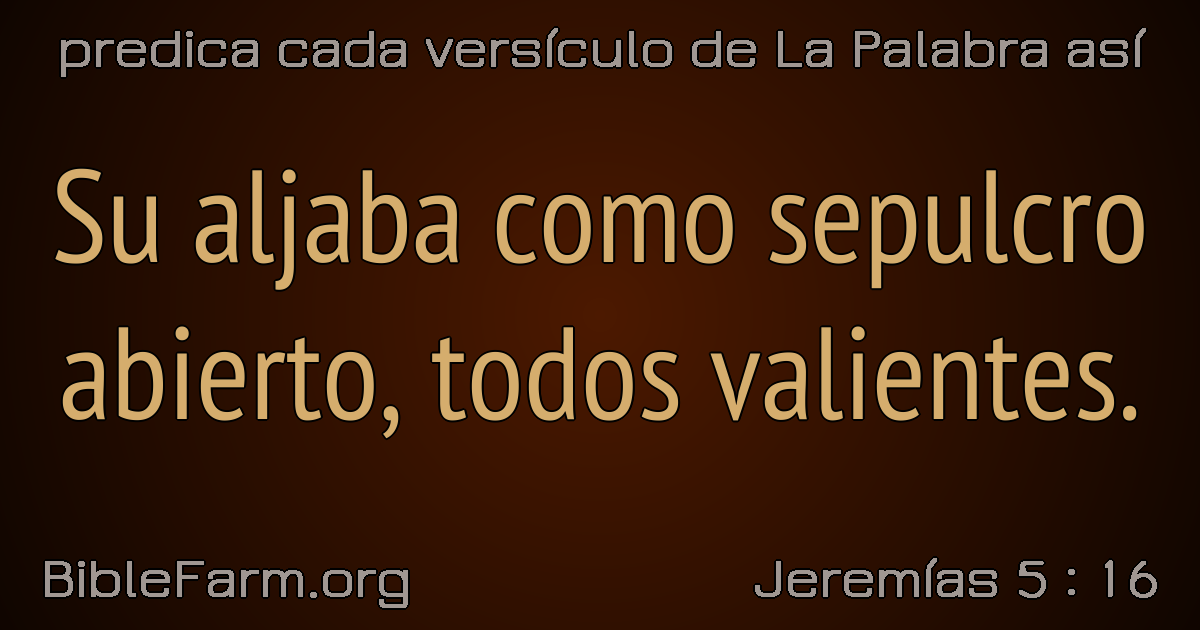 predica cada versículo de La Palabra así
Su aljaba como sepulcro
abierto, todos valientes.
BibleFarm.org
Jeremías 5 : 16